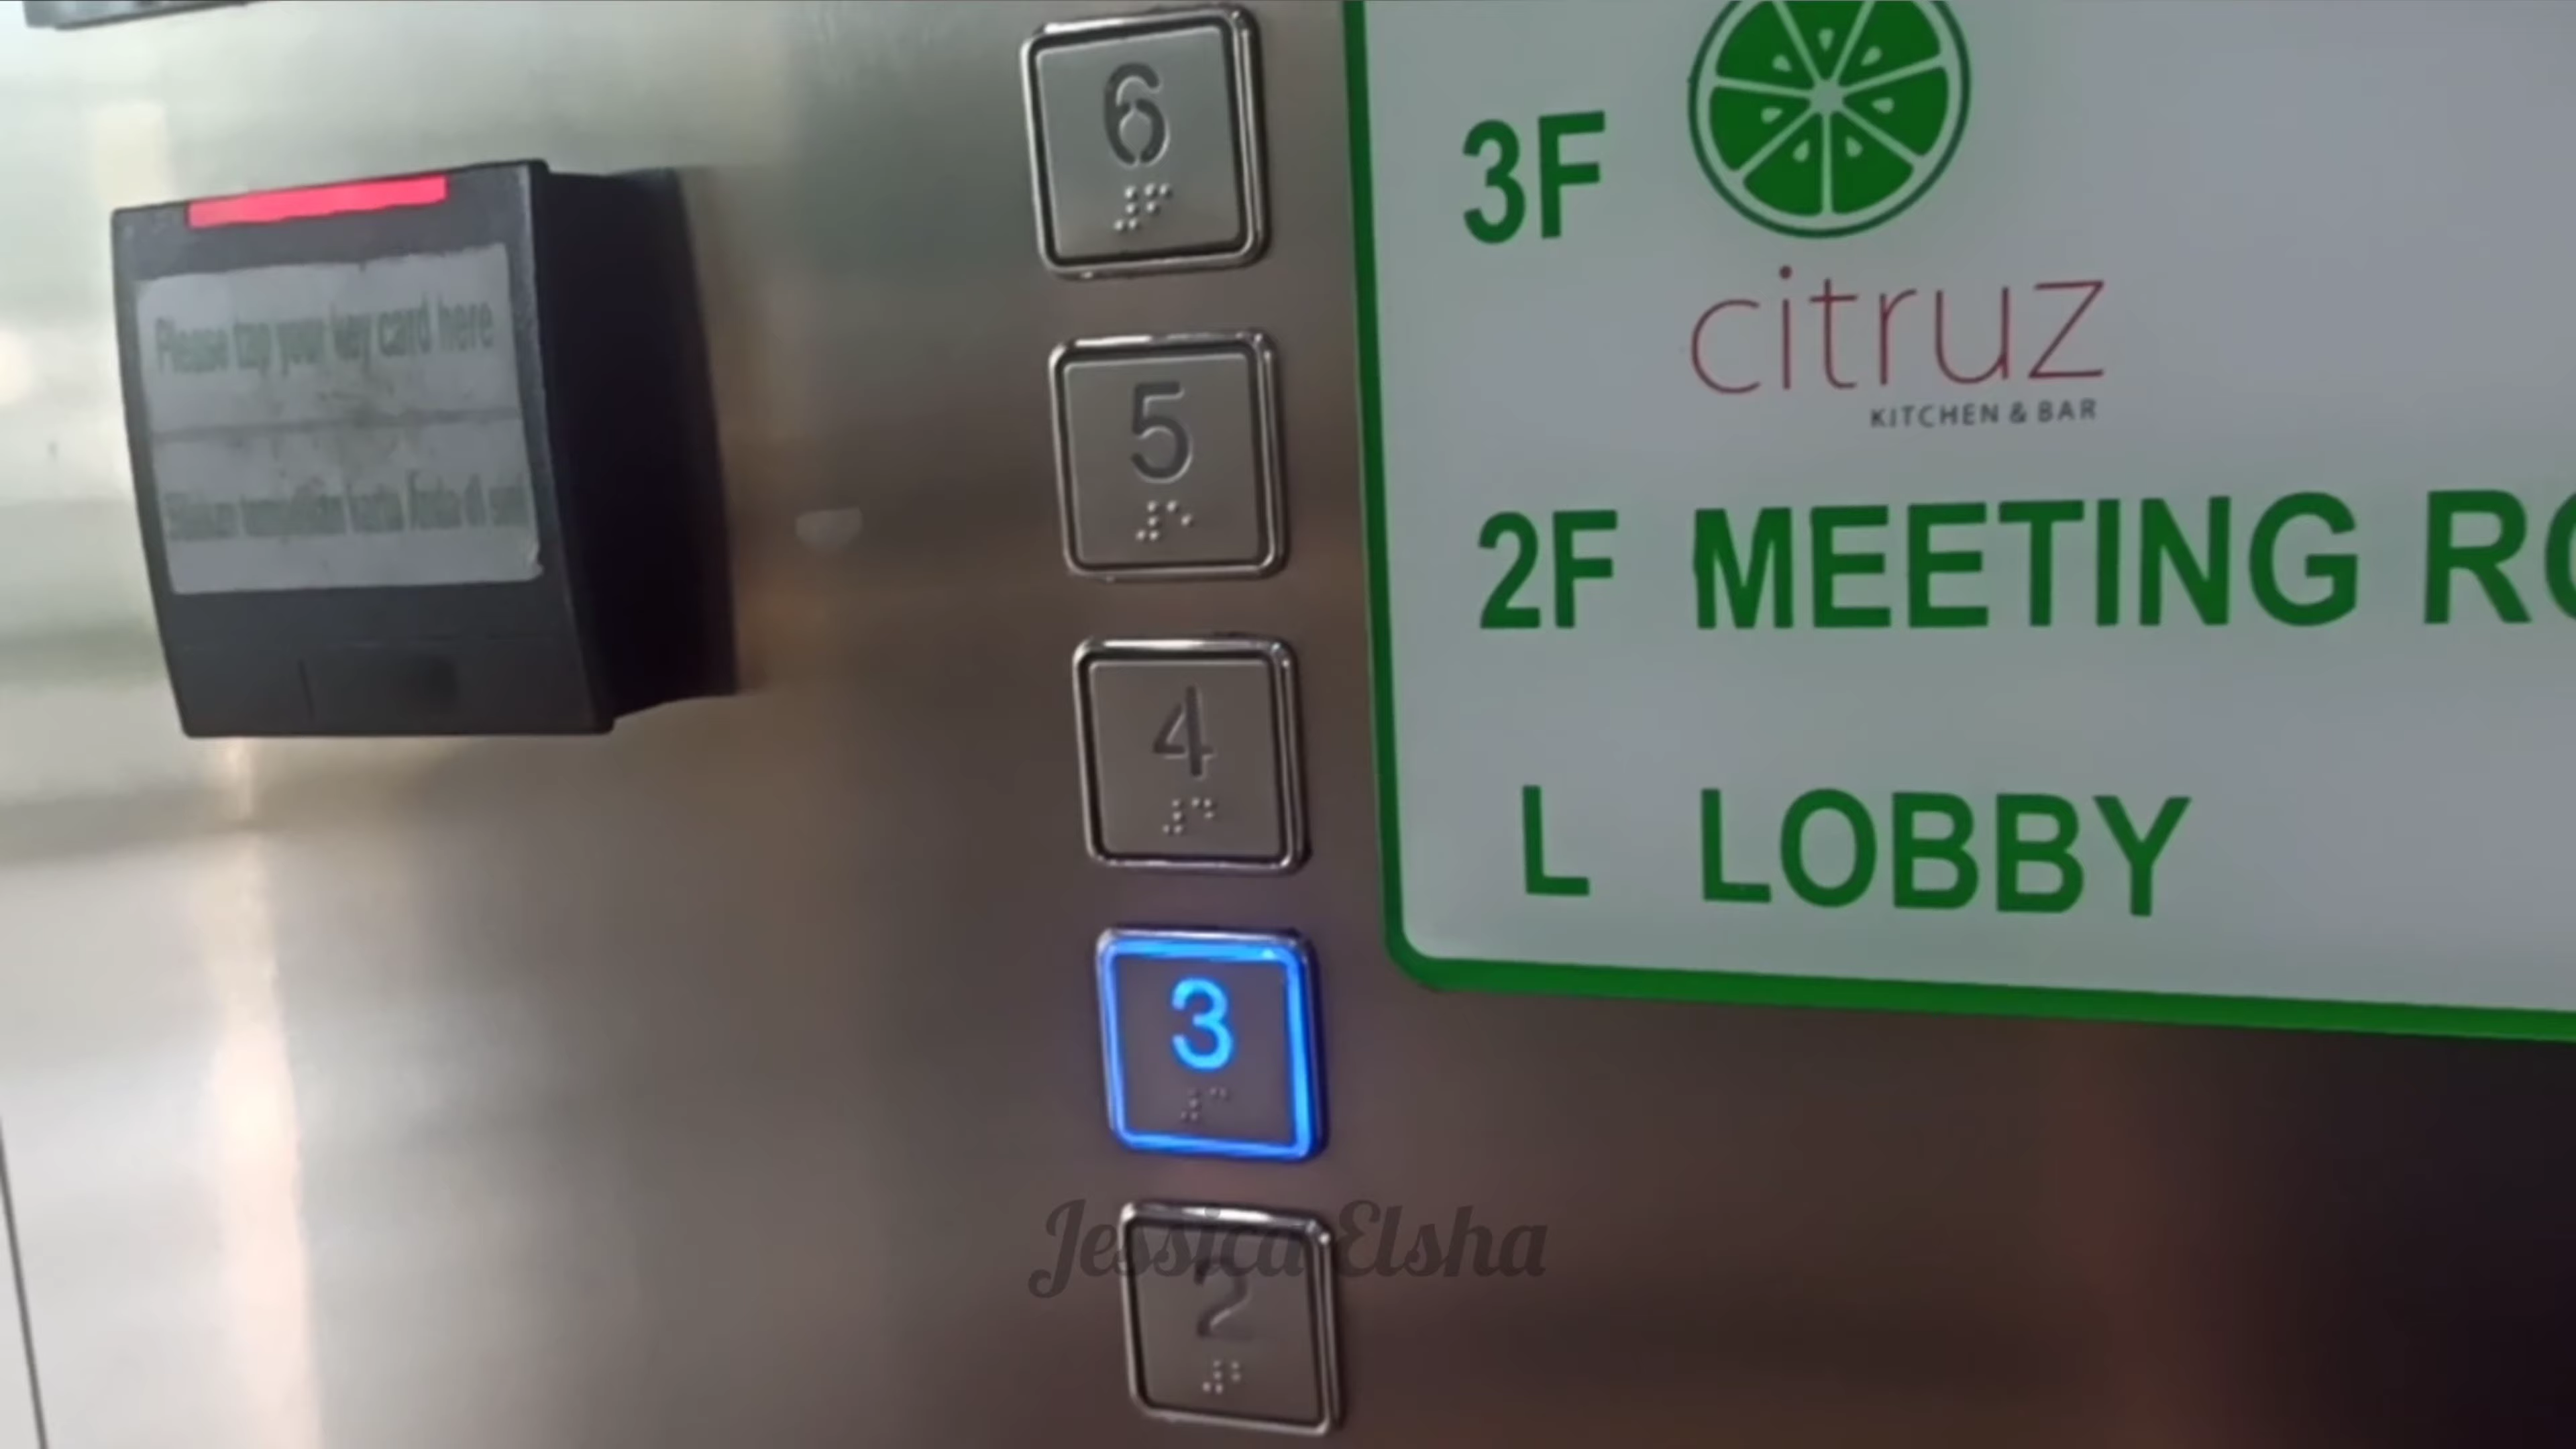 Please tap your key card here
6
5
4
3
2
3F
citruz
KITCHEN & BAR
2F MEETING
L LOBBY
Jessica Elsha